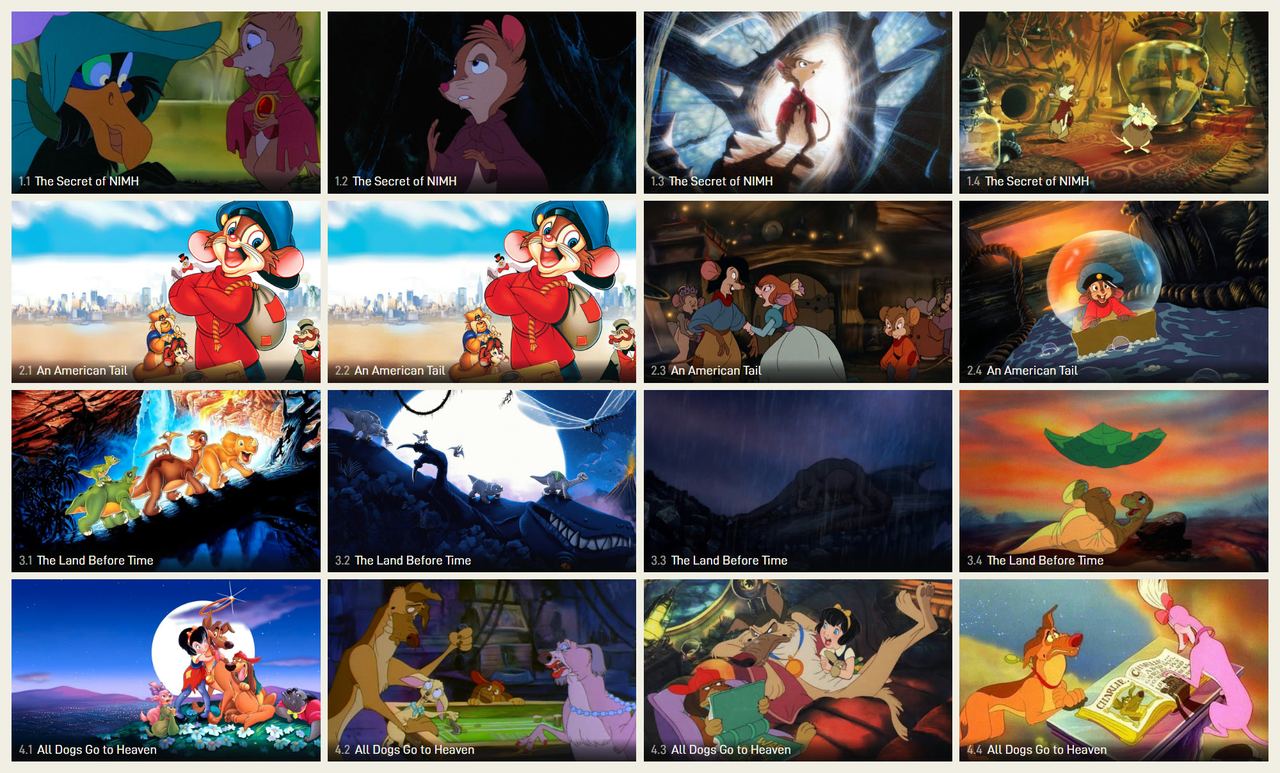 1.1 The Secret of NIMH
1.2 The Secret of NIMH
1.3 The Secret of NIMH
1.4 The Secret of NIMH
2.1 An American Tail
2.2 An American Tail
2.3 An American Tail
2.4 An American Tail
3.1 The Land Before Time
3.2 The Land Before Time
3.3 The Land Before Time
3.4 The Land Before Time
4.1 All Dogs Go to Heaven
4.2 All Dogs Go to Heaven
4.3 All Dogs Go to Heaven
4.4 All Dogs Go to Heaven